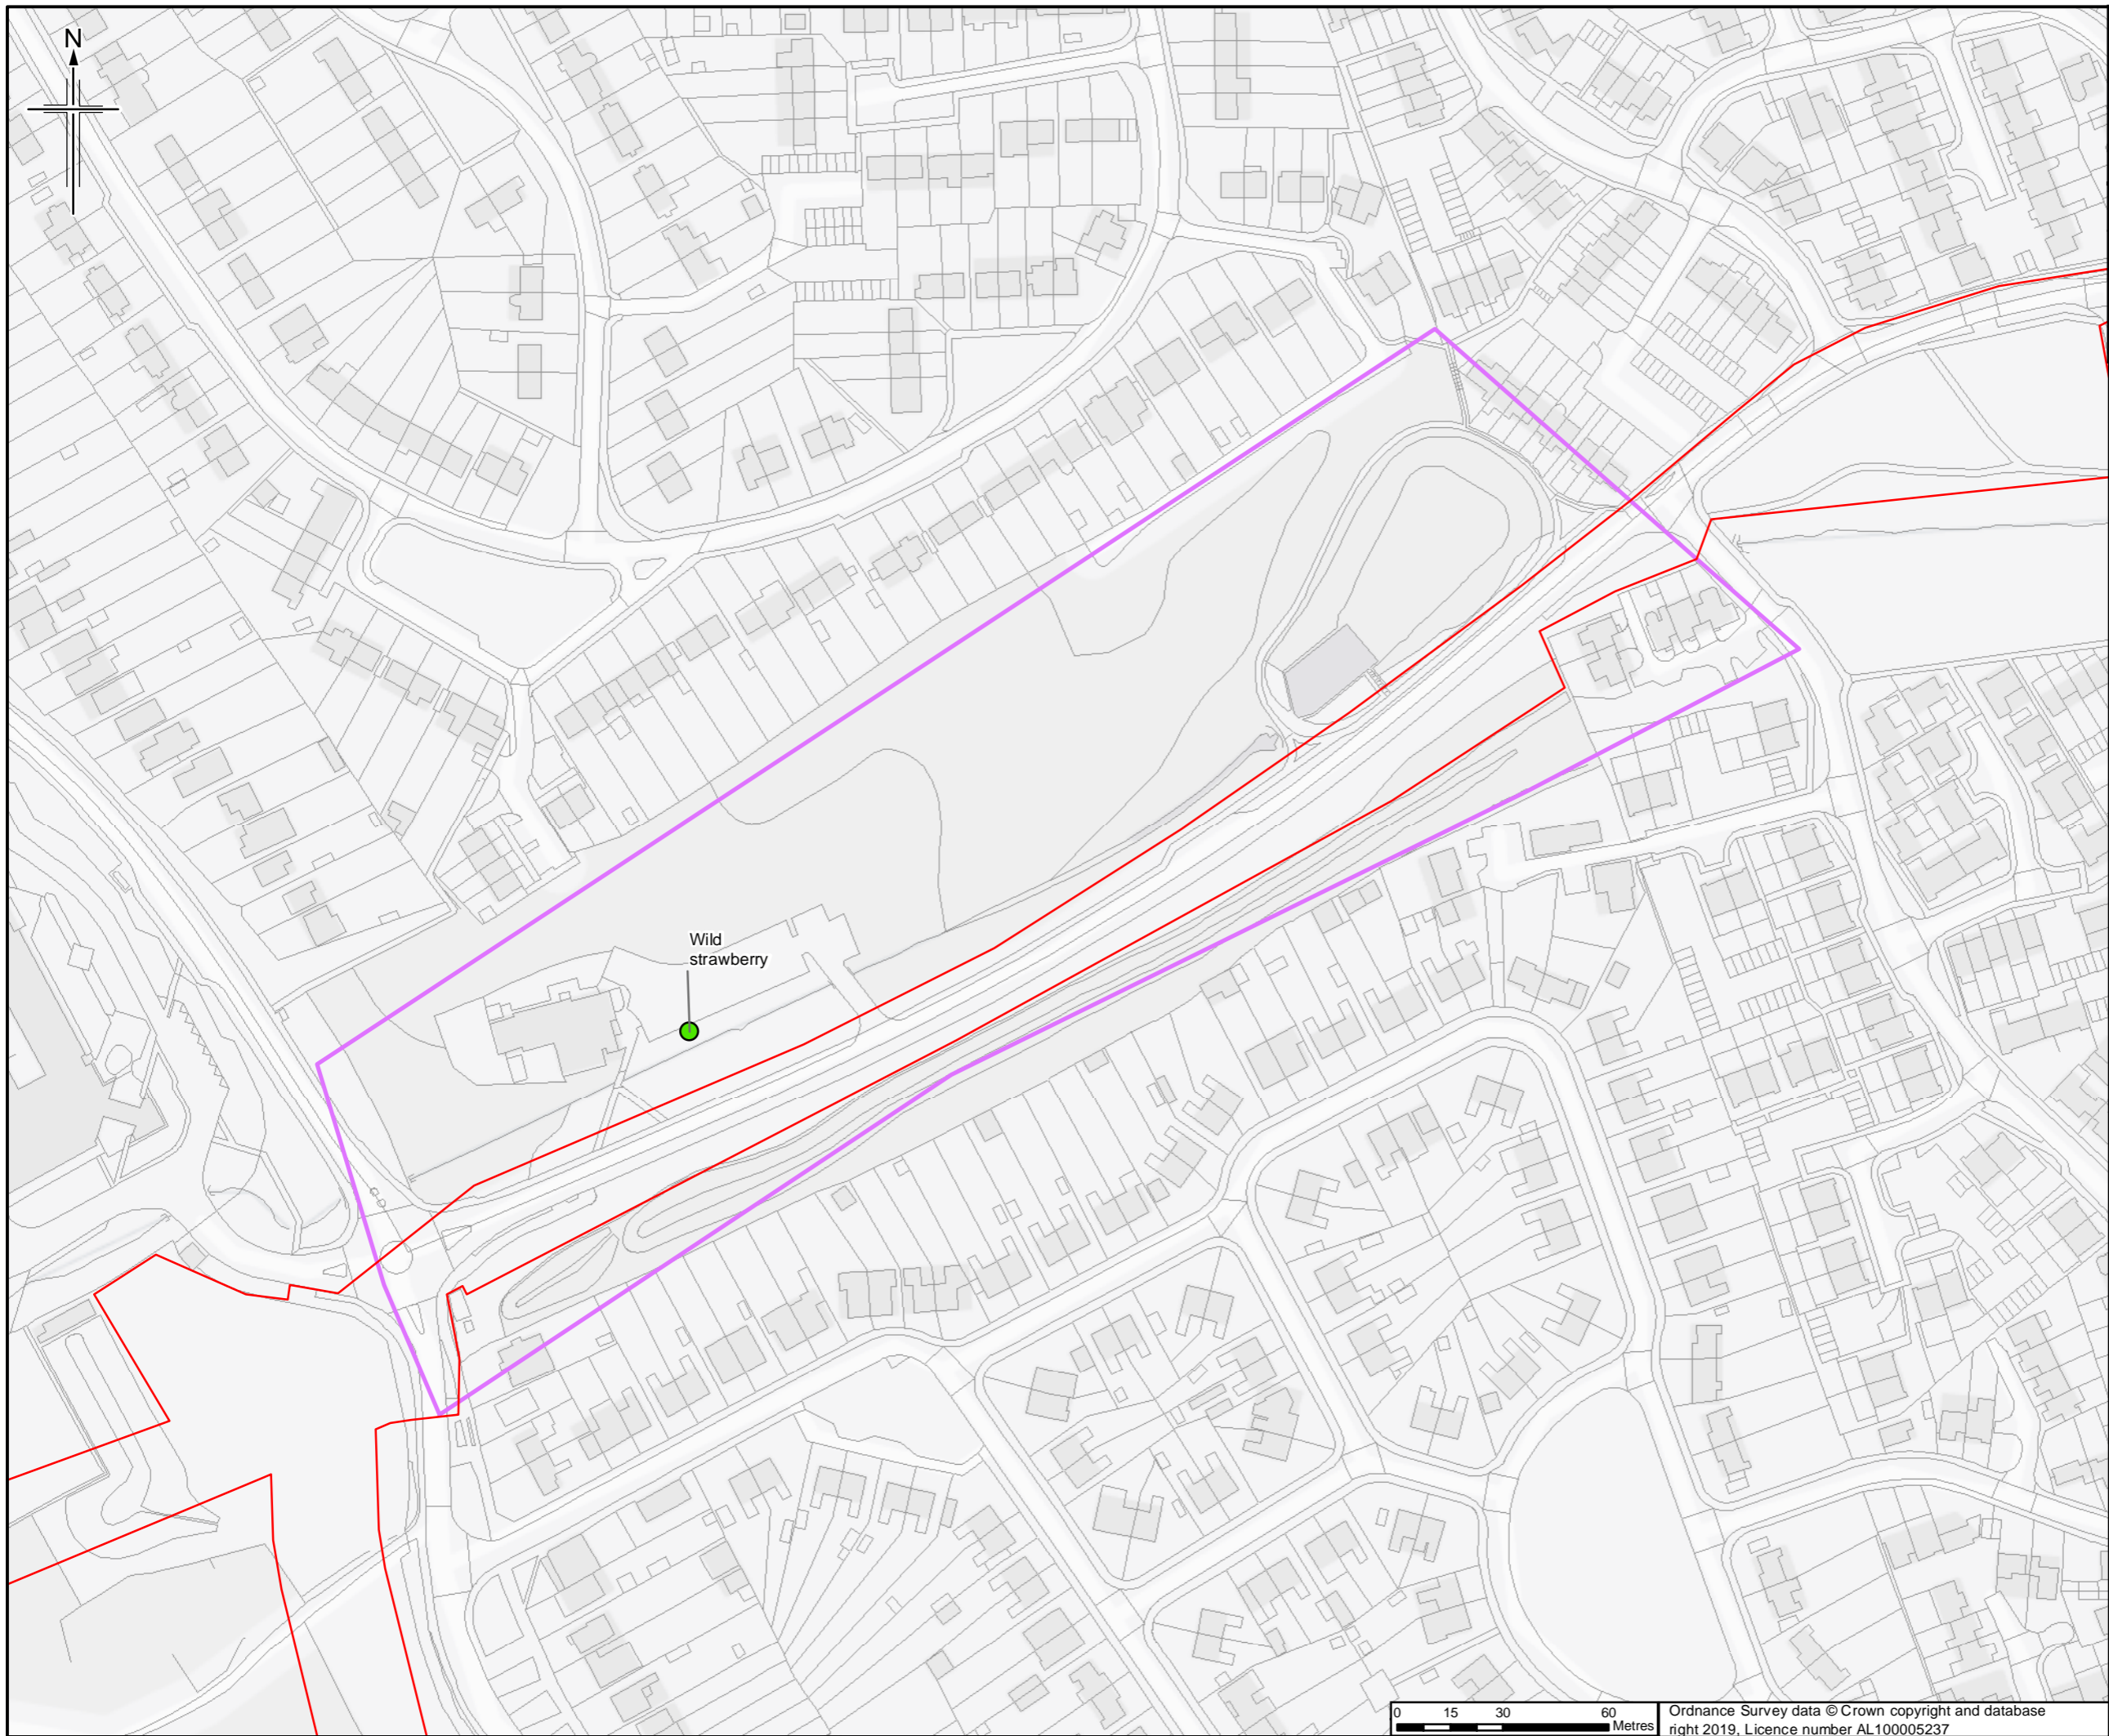 N
Wild
strawberry
0 15 30 60
Metres
Ordnance Survey data © Crown copyright and database
right 2019, Licence number AL100005237